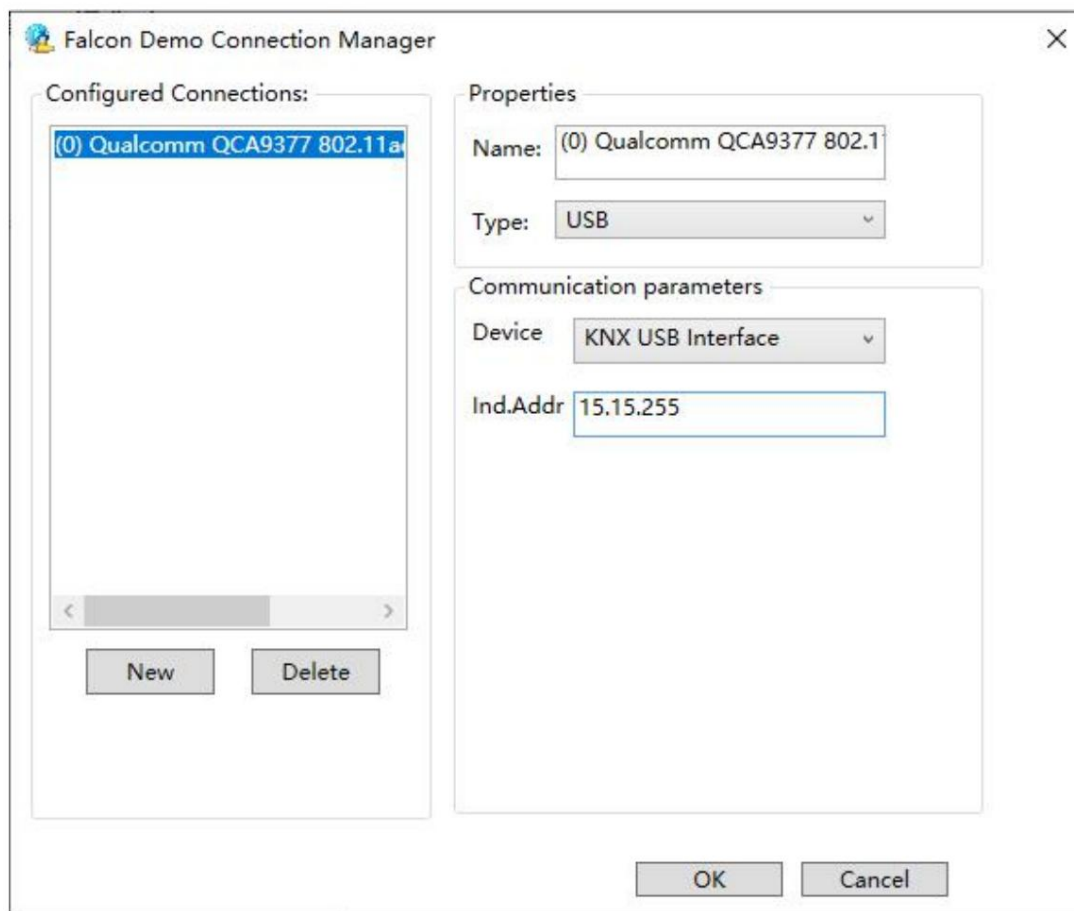 Falcon Demo Connection Manager
Configured Connections:
(0) Qualcomm QCA9377 802.11a
New
Delete
Properties
Name:
(0) Qualcomm QCA9377 802.1
Type:
USB
Communication parameters
Device
KNX USB Interface
Ind.Addr
15.15.255
OK
Cancel